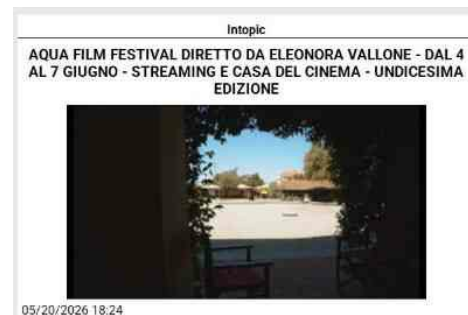 Intopic
AQUA FILM FESTIVAL DIRETTO DA ELEONORA VALLONE - DAL 4
AL 7 GIUGNO - STREAMING E CASA DEL CINEMA - UNDICESIMA
EDIZIONE
05/20/2026 18:24